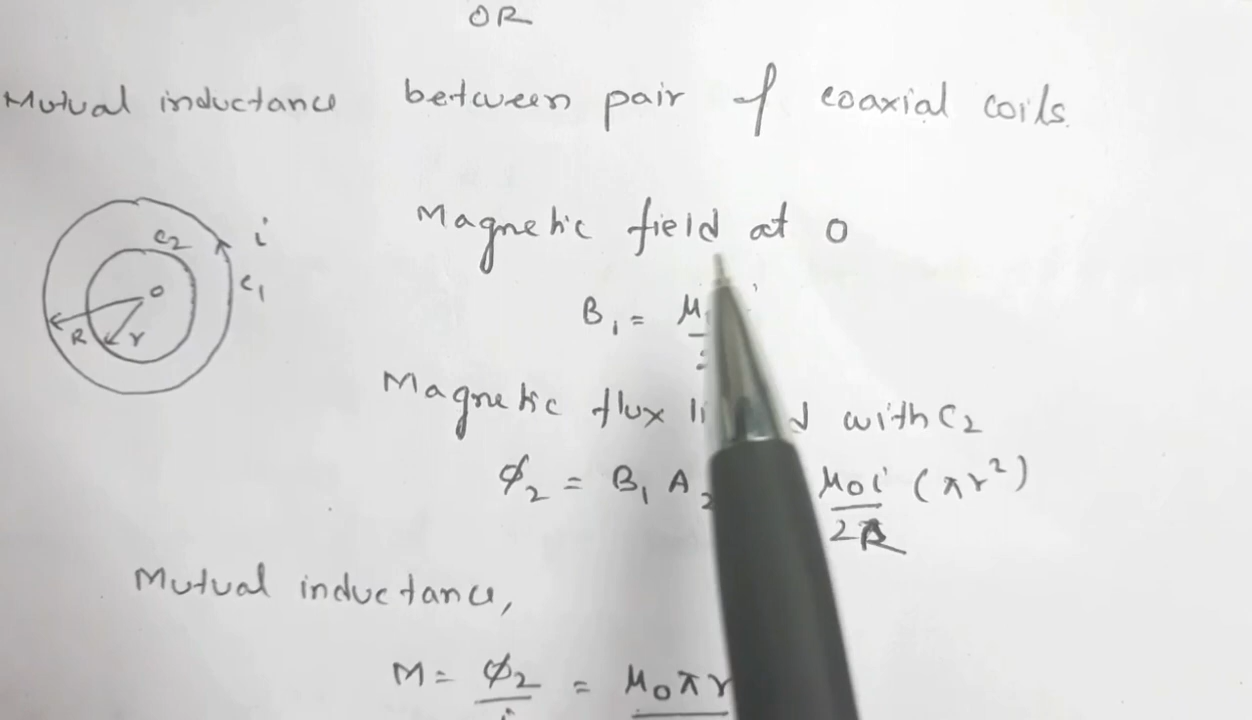 OR
Mutual inductance between pair of coaxial coils.
C2 i
C1
O
R r
Magnetic field at O
B1 = μ
Magnetic flux with C2
ϕ2 = B1 A2 μ0i (πr²)
2R
Mutual inductance,
M = ϕ2 = μ0πr
i